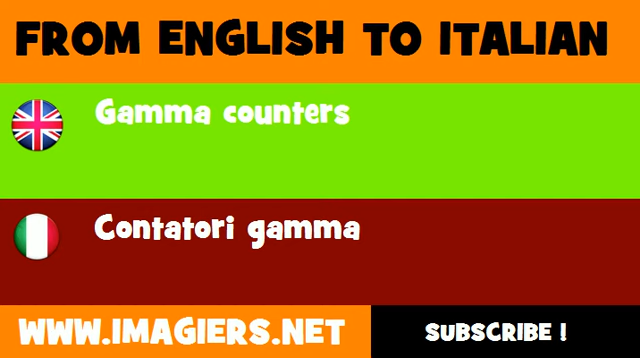 FROM ENGLISH TO ITALIAN
Gamma counters
Contatori gamma
WWW.IMAGIERS.NET
SUBSCRIBE !